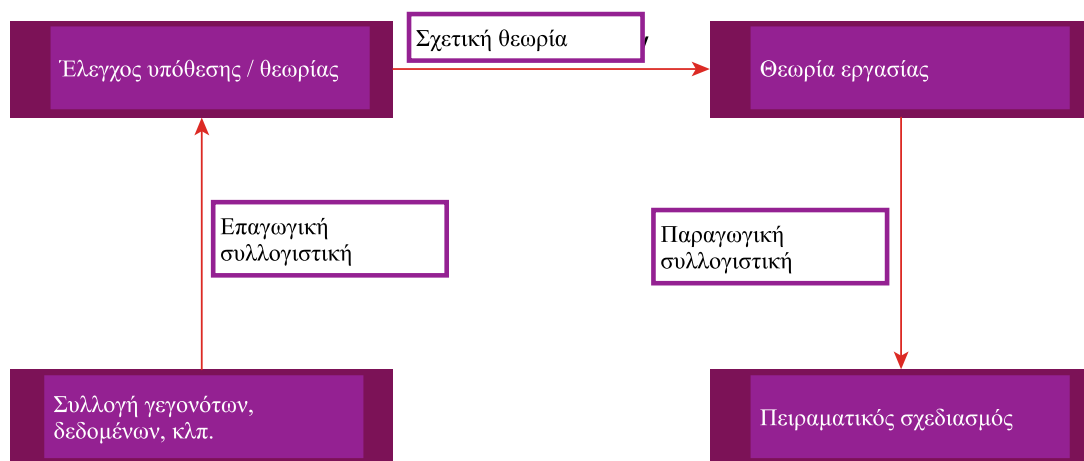 Σχετική θεωρία
Έλεγχος υπόθεσης / θεωρίας
Θεωρία εργασίας
Επαγωγική
συλλογιστική
Παραγωγική
συλλογιστική
Συλλογή γεγονότων,
δεδομένων, κλπ.
Πειραματικός σχεδιασμός